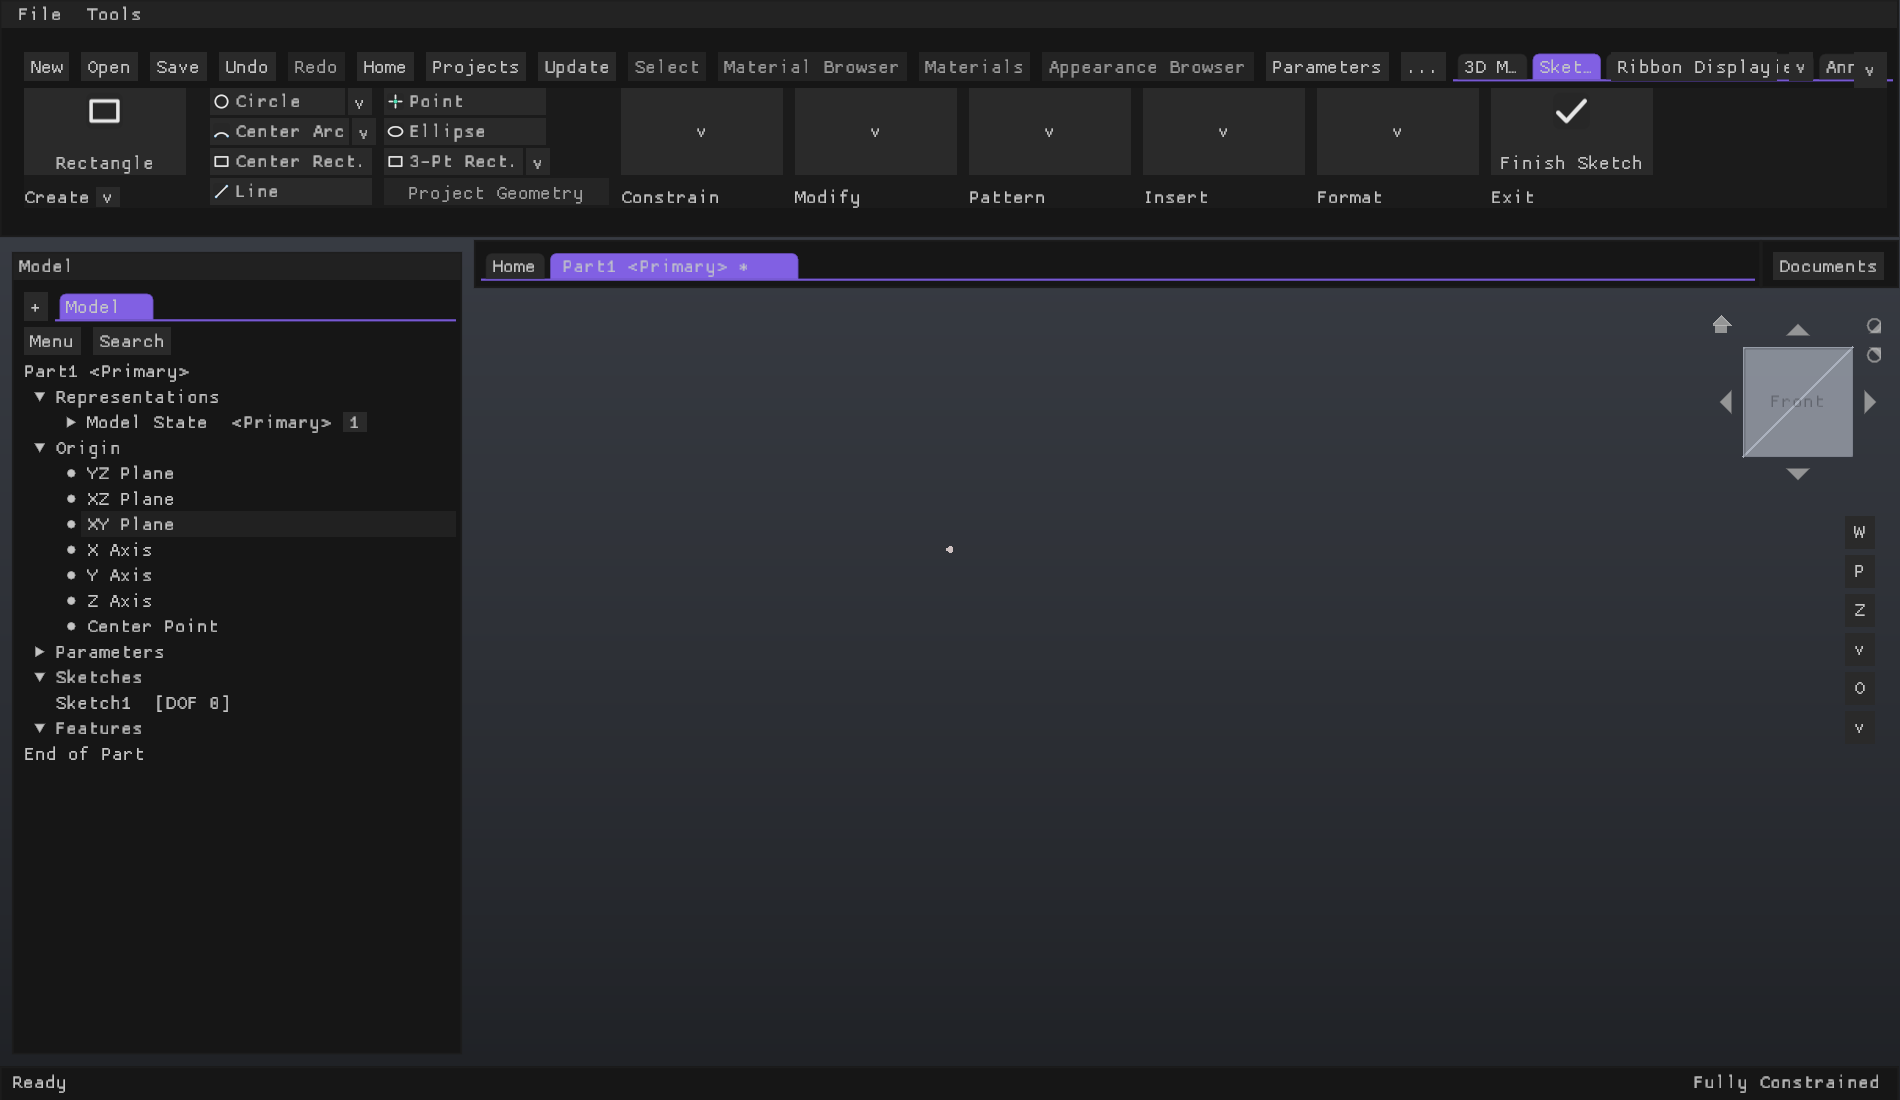 File Tools
New Open Save Undo Redo Home Projects Update Select Material Browser Materials Appearance Browser Parameters ... 3D M… Sket… Ribbon Display v v
Rectangle
Create v
Circle v
Center Arc v
Center Rect.
Line
Point
Ellipse
3-Pt Rect. v
Project Geometry
v
Constrain
v
Modify
v
Pattern
v
Insert
v
Format
Finish Sketch
Exit
Model
+ Model
Menu Search
Part1 <Primary>
Representations
Model State <Primary> 1
Origin
YZ Plane
XZ Plane
XY Plane
X Axis
Y Axis
Z Axis
Center Point
Parameters
Sketches
Sketch1 [DOF 0]
Features
End of Part
Home Part1 <Primary> * Documents
Front
W
P
Z
v
O
v
Ready Fully Constrained